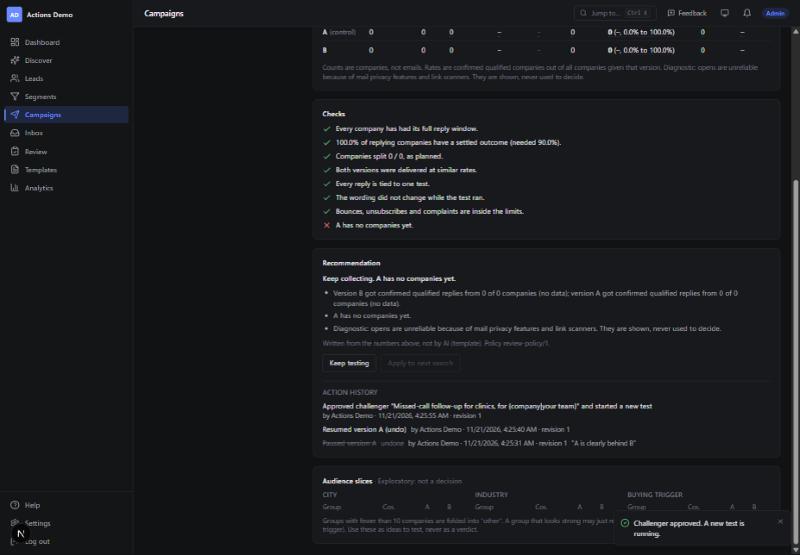 AD Actions Demo
Campaigns
Jump to... Ctrl K
Feedback
Admin
Dashboard
Discover
Leads
Segments
Campaigns
Inbox
Review
Templates
Analytics
Help
Settings
Log out
N
A (control) 0 0 0 – - 0 0 (–, 0.0% to 100.0%) 0 –
B 0 0 0 – - 0 0 (–, 0.0% to 100.0%) 0 –
Counts are companies, not emails. Rates are confirmed qualified companies out of all companies given that version. Diagnostic: opens are unreliable
because of mail privacy features and link scanners. They are shown, never used to decide.
Checks
Every company has had its full reply window.
100.0% of replying companies have a settled outcome (needed 90.0%).
Companies split 0 / 0, as planned.
Both versions were delivered at similar rates.
Every reply is tied to one test.
The wording did not change while the test ran.
Bounces, unsubscribes and complaints are inside the limits.
A has no companies yet.
Recommendation
Keep collecting. A has no companies yet.
• Version B got confirmed qualified replies from 0 of 0 companies (no data); version A got confirmed qualified replies from 0 of 0
companies (no data).
• A has no companies yet.
• Diagnostic: opens are unreliable because of mail privacy features and link scanners. They are shown, never used to decide.
Written from the numbers above, not by AI (template). Policy review-policy/1.
Keep testing
Apply to next search
ACTION HISTORY
Approved challenger "Missed-call follow-up for clinics, for {company|your team}" and started a new test
by Actions Demo · 11/21/2026, 4:25:55 AM · revision 1
Resumed version A (undo) by Actions Demo · 11/21/2026, 4:25:40 AM · revision 1
Paused version A undone by Actions Demo · 11/21/2026, 4:25:31 AM · revision 1 "A is clearly behind B"
Audience slices · Exploratory: not a decision
CITY INDUSTRY BUYING TRIGGER
Group Cos. A B Group Cos. A B Group Cos. A B
Groups with fewer than 10 companies are folded into "other". A group that looks strong may just re
trigger). Use these as ideas to test, never as a verdict.
Challenger approved. A new test is
running.